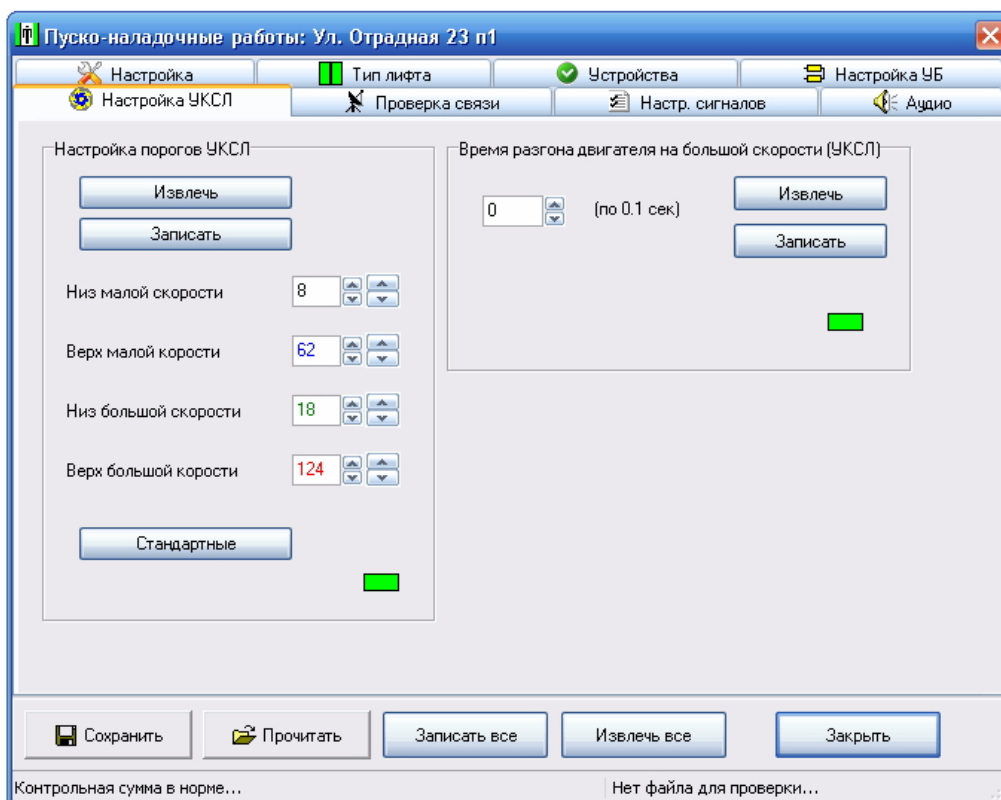 Пуско-наладочные работы: Ул. Отрадная 23 п1
Настройка
Тип лифта
Устройства
Настройка УБ
Настройка УКСЛ
Проверка связи
Настр. сигналов
Аудио
Настройка порогов УКСЛ
Извлечь
Записать
Низ малой скорости
8
Верх малой корости
62
Низ большой скорости
18
Верх большой корости
124
Стандартные
Время разгона двигателя на большой скорости (УКСЛ)
0
(по 0.1 сек)
Извлечь
Записать
Сохранить
Прочитать
Записать все
Извлечь все
Закрыть
Контрольная сумма в норме...
Нет файла для проверки...